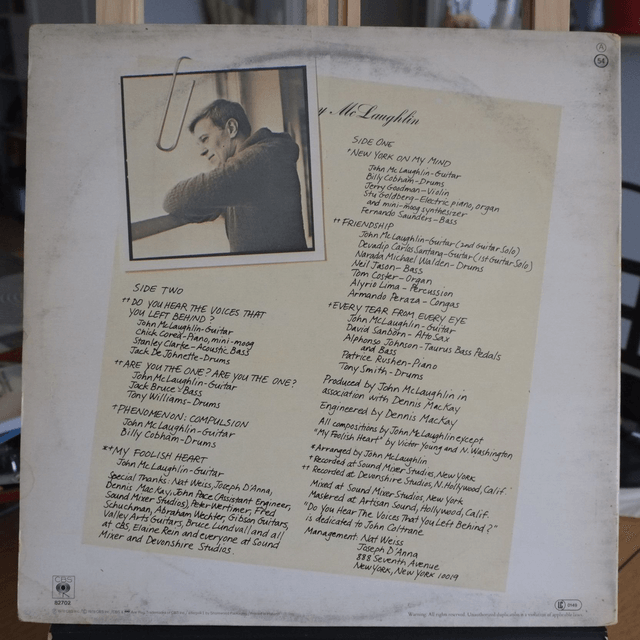 A
54
y McLaughlin
SIDE ONE
†NEW YORK ON MY MIND
John McLaughlin-Guitar
Billy Cobham-Drums
Jerry Goodman-Violin
Stu Goldberg-Electric piano, organ
and mini-moog synthesizer
Fernando Saunders-Bass
††FRIENDSHIP
John McLaughlin-Guitar (2nd Guitar Solo)
Devadip Carlos Santana-Guitar (1st Guitar Solo)
Narada Michael Walden-Drums
Neil Jason-Bass
Tom Coster-Organ
Alyrio Lima-Percussion
Armando Peraza-Congas
†EVERY TEAR FROM EVERY EYE
John McLaughlin-Guitar
David Sanborn-Alto Sax
Alphonso Johnson-Taurus Bass Pedals
and Bass
Patrice Rushen-Piano
Tony Smith-Drums
Produced by John McLaughlin in
association with Dennis MacKay
Engineered by Dennis MacKay
All compositions by John McLaughlin except
"My Foolish Heart" by Victor Young and N. Washington
*Arranged by John McLaughlin
†Recorded at Sound Mixer Studios, New York
††Recorded at Devonshire Studios, N. Hollywood, Calif.
Mixed at Sound Mixer Studios, New York
Mastered at Artisan Sound, Hollywood, Calif.
"Do You Hear The Voices That You Left Behind?"
is dedicated to John Coltrane
Management: Nat Weiss
Joseph D'Anna
888 Seventh Avenue
New York, New York 10019
SIDE TWO
††DO YOU HEAR THE VOICES THAT
YOU LEFT BEHIND?
John McLaughlin-Guitar
Chick Corea-Piano, mini-moog
Stanley Clarke-Acoustic Bass
Jack DeJohnette-Drums
††ARE YOU THE ONE? ARE YOU THE ONE?
John McLaughlin-Guitar
Jack Bruce-Bass
Tony Williams-Drums
†PHENOMENON: COMPULSION
John McLaughlin-Guitar
Billy Cobham-Drums
*†MY FOOLISH HEART
John McLaughlin-Guitar
Special Thanks: Nat Weiss, Joseph D'Anna,
Dennis MacKay, John Pace (Assistant Engineer,
Sound Mixer Studios), Peter Wertimer, Fred
Schuchman, Abraham Wechter, Gibson Guitars,
Valley Arts Guitars, Bruce Lundvall and all
at CBS, Elaine Rein and everyone at Sound
Mixer and Devonshire Studios.
CBS
82702